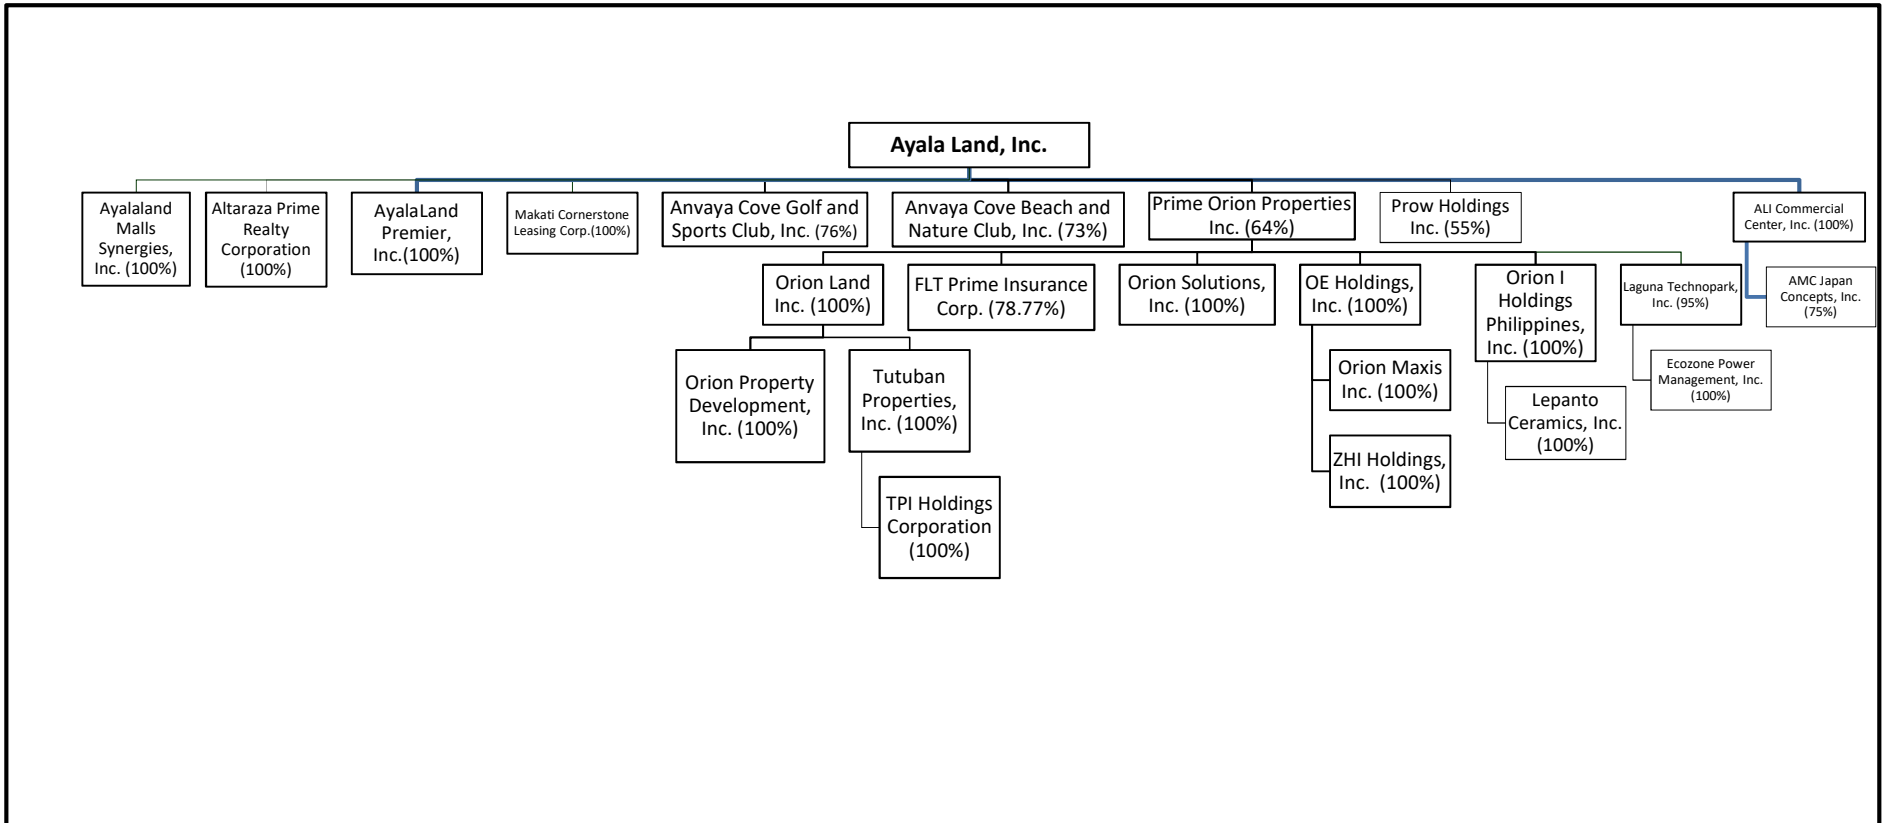 Ayala Land, Inc.
Ayalaland
Malls
Synergies,
Inc. (100%)
Altaraza Prime
Realty
Corporation
(100%)
AyalaLand
Premier,
Inc.(100%)
Makati Cornerstone
Leasing Corp.(100%)
Anvaya Cove Golf and
Sports Club, Inc. (76%)
Anvaya Cove Beach and
Nature Club, Inc. (73%)
Prime Orion Properties
Inc. (64%)
Prow Holdings
Inc. (55%)
ALI Commercial
Center, Inc. (100%)
Orion Land
Inc. (100%)
FLT Prime Insurance
Corp. (78.77%)
Orion Solutions,
Inc. (100%)
OE Holdings,
Inc. (100%)
Orion I
Holdings
Philippines,
Inc. (100%)
Laguna Technopark,
Inc. (95%)
AMC Japan
Concepts, Inc.
(75%)
Orion Property
Development,
Inc. (100%)
Tutuban
Properties,
Inc. (100%)
Orion Maxis
Inc. (100%)
Lepanto
Ceramics, Inc.
(100%)
Ecozone Power
Management, Inc.
(100%)
ZHI Holdings,
Inc. (100%)
TPI Holdings
Corporation
(100%)